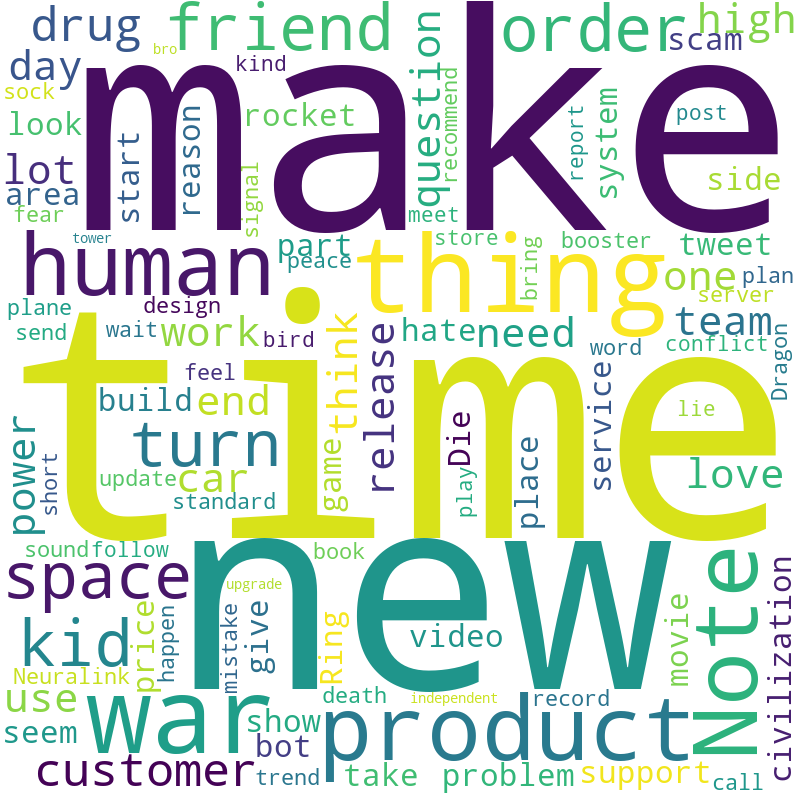 drug
friend
order
high
bro
kind
scam
day
make
sock
look
lot
reason
rocket
question
recommend
report
system
post
side
area
start
fear
signal
meet
tower
human
part
peace
thing
store
bring
booster
tweet
one
plan
server
plane
design
send
wait
work
bird
think
hate
need
team
word
conflict
Dragon
time
feel
release
build
end
lie
turn
car
power
short
update
standard
game
Die
play
place
service
love
sound
follow
book
new
Note
space
upgrade
civilization
kid
price
happen
mistake
give
Ring
video
movie
Neuralink
use
war
death
independent
record
product
seem
show
bot
customer
trend
take
problem
support
call